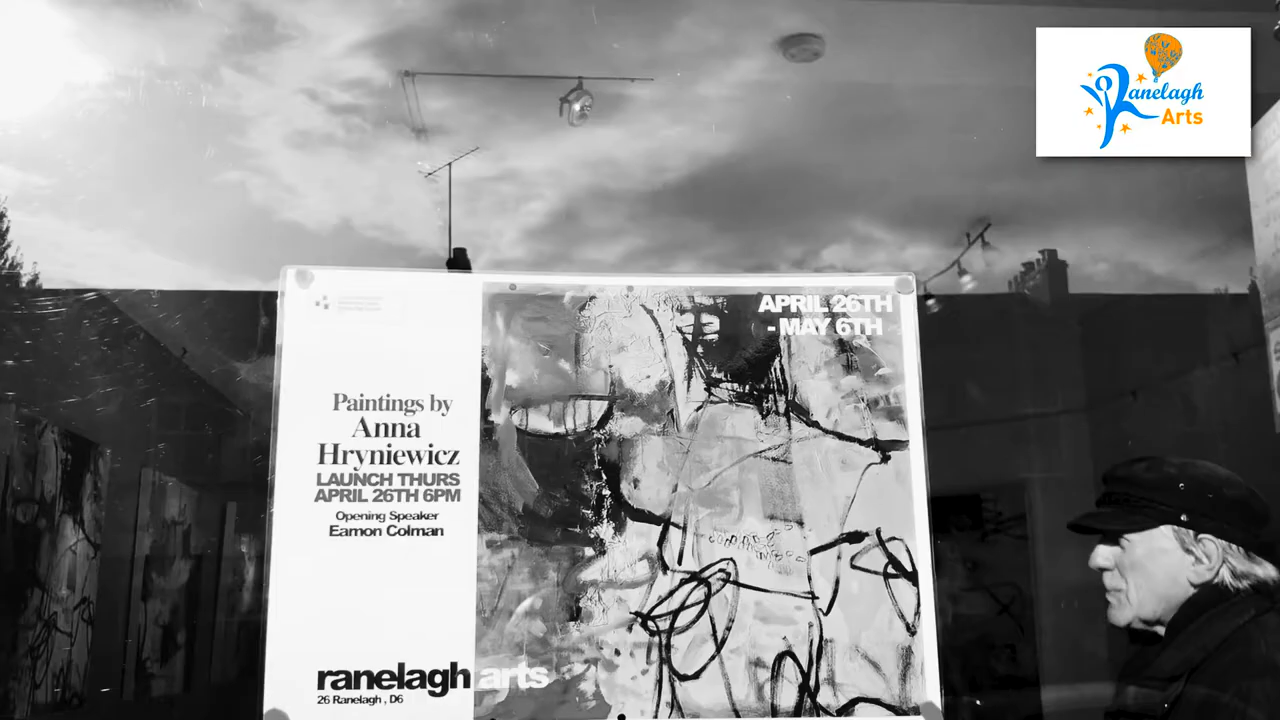 Ranelagh
Arts
APRIL 26TH
- MAY 6TH
Paintings by
Anna
Hryniewicz
LAUNCH THURS
APRIL 26TH 6PM
Opening Speaker
Eamon Colman
ranelagh arts
26 Ranelagh , D6